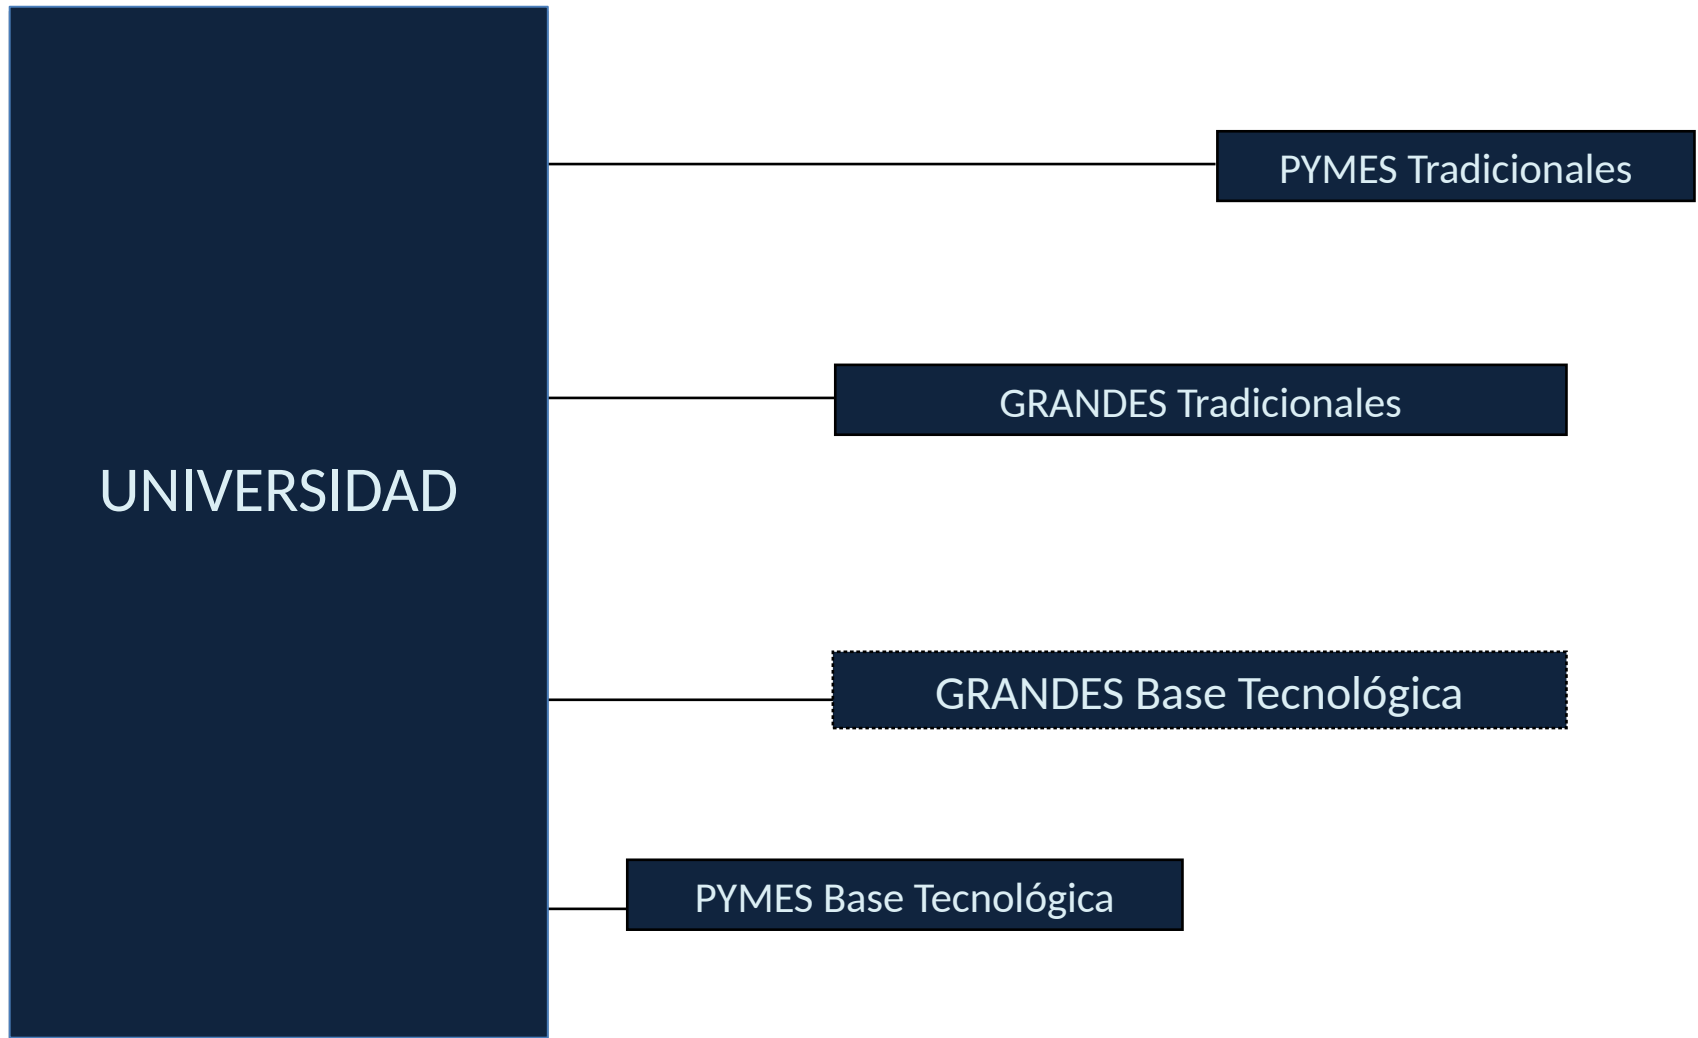 PYMES Tradicionales
GRANDES Tradicionales
UNIVERSIDAD
GRANDES Base Tecnológica
PYMES Base Tecnológica